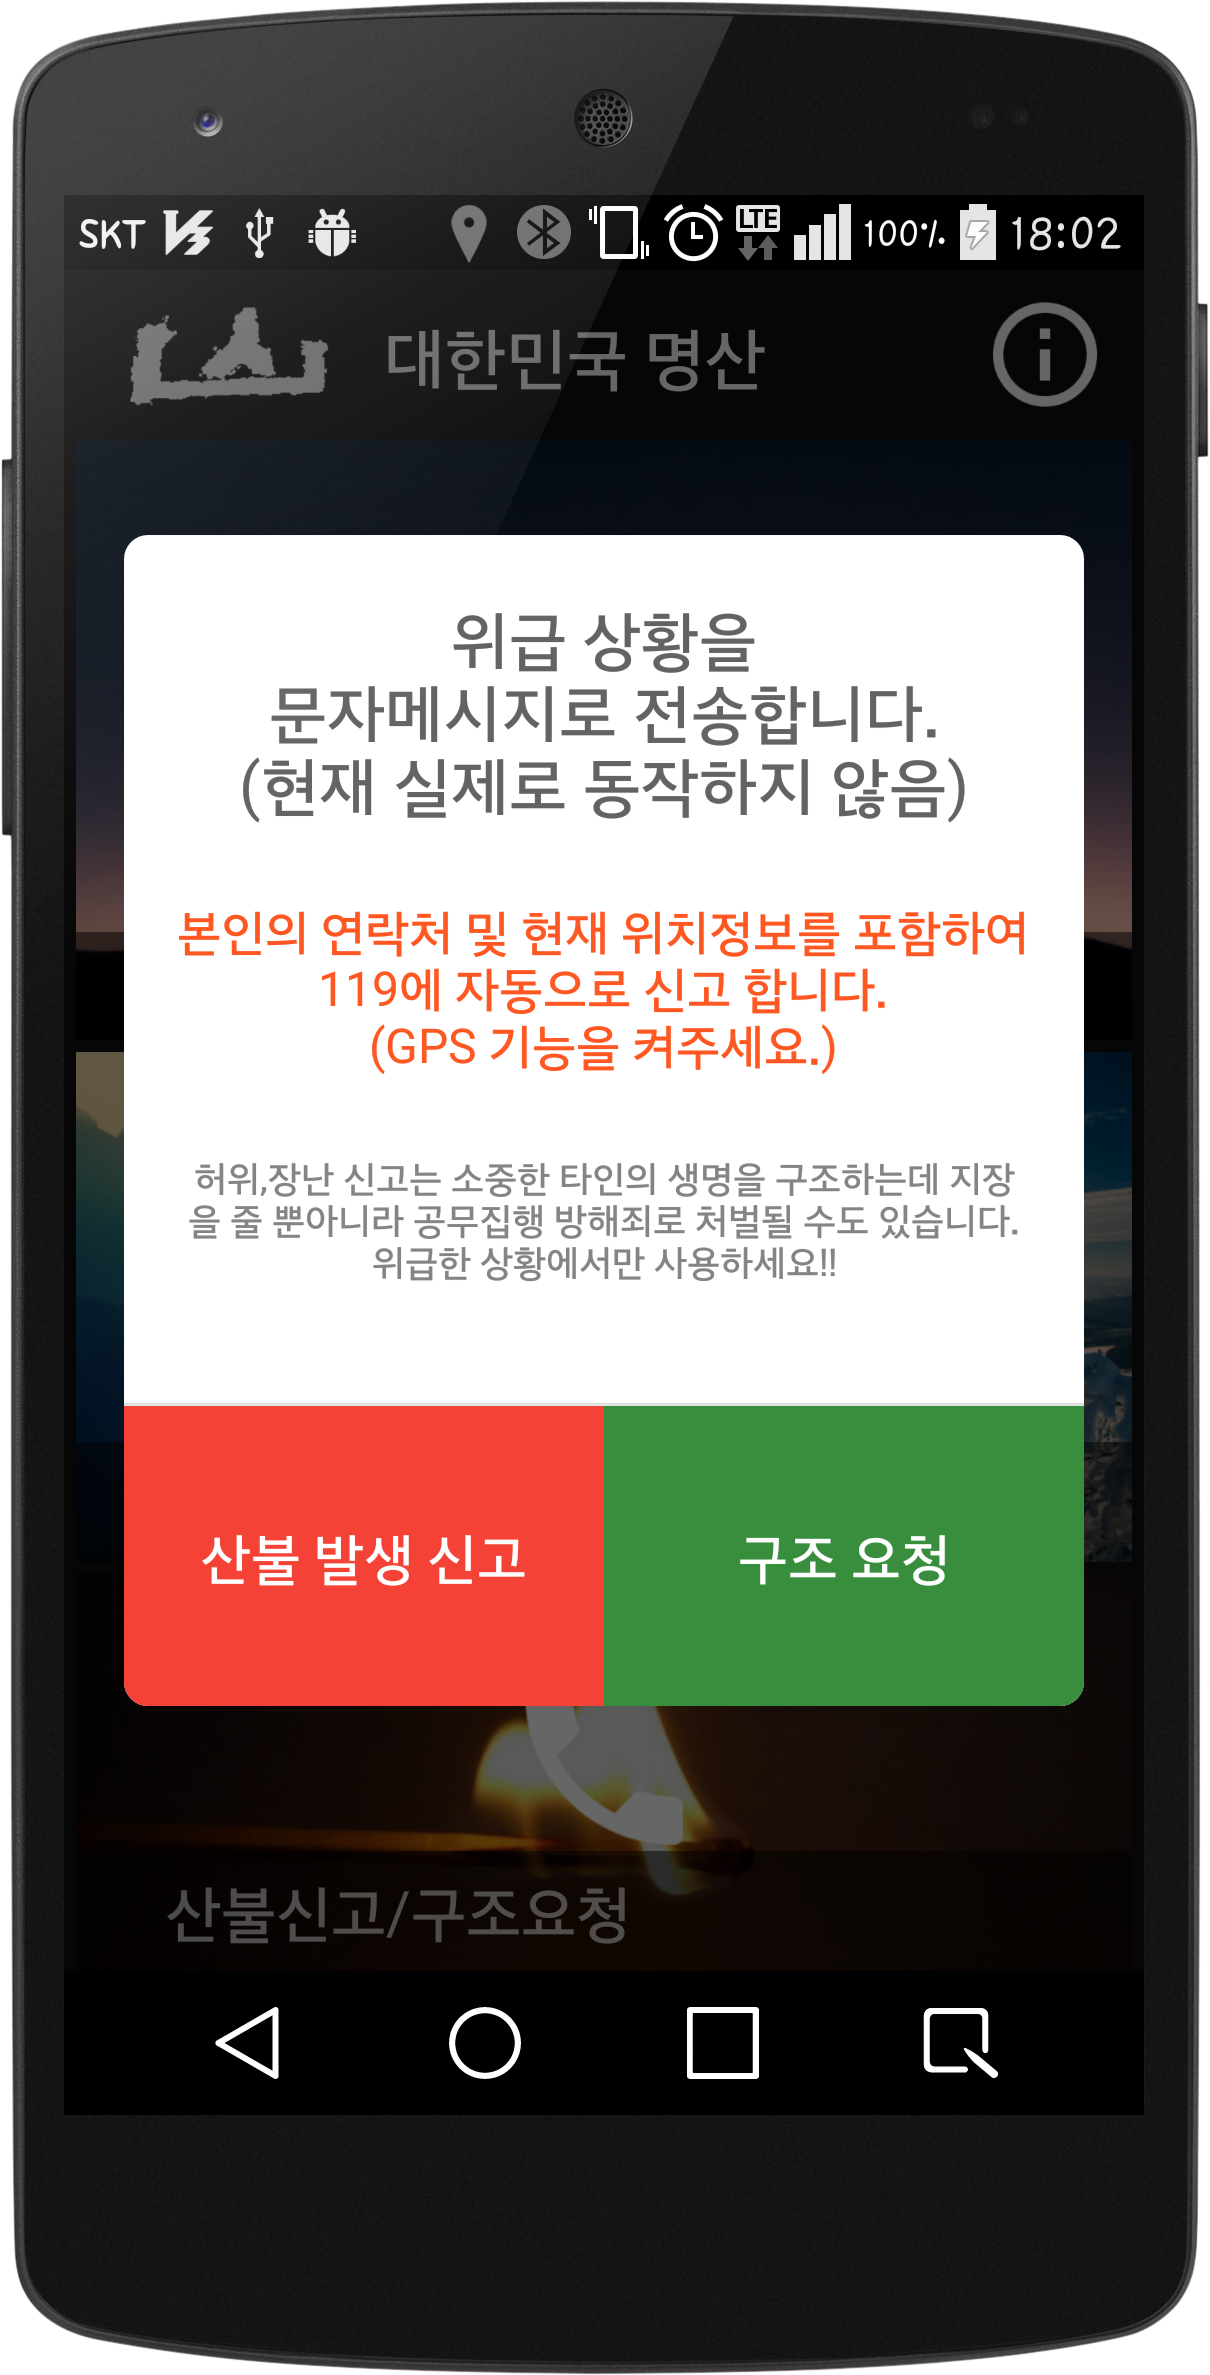 SKT
LTE
100%
18:02
대한민국 명산
위급 상황을
문자메시지로 전송합니다.
(현재 실제로 동작하지 않음)
본인의 연락처 및 현재 위치정보를 포함하여
119에 자동으로 신고 합니다.
(GPS 기능을 켜주세요.)
허위,장난 신고는 소중한 타인의 생명을 구조하는데 지장
을 줄 뿐아니라 공무집행 방해죄로 처벌될 수도 있습니다.
위급한 상황에서만 사용하세요!!
산불 발생 신고
구조 요청
산불신고/구조요청